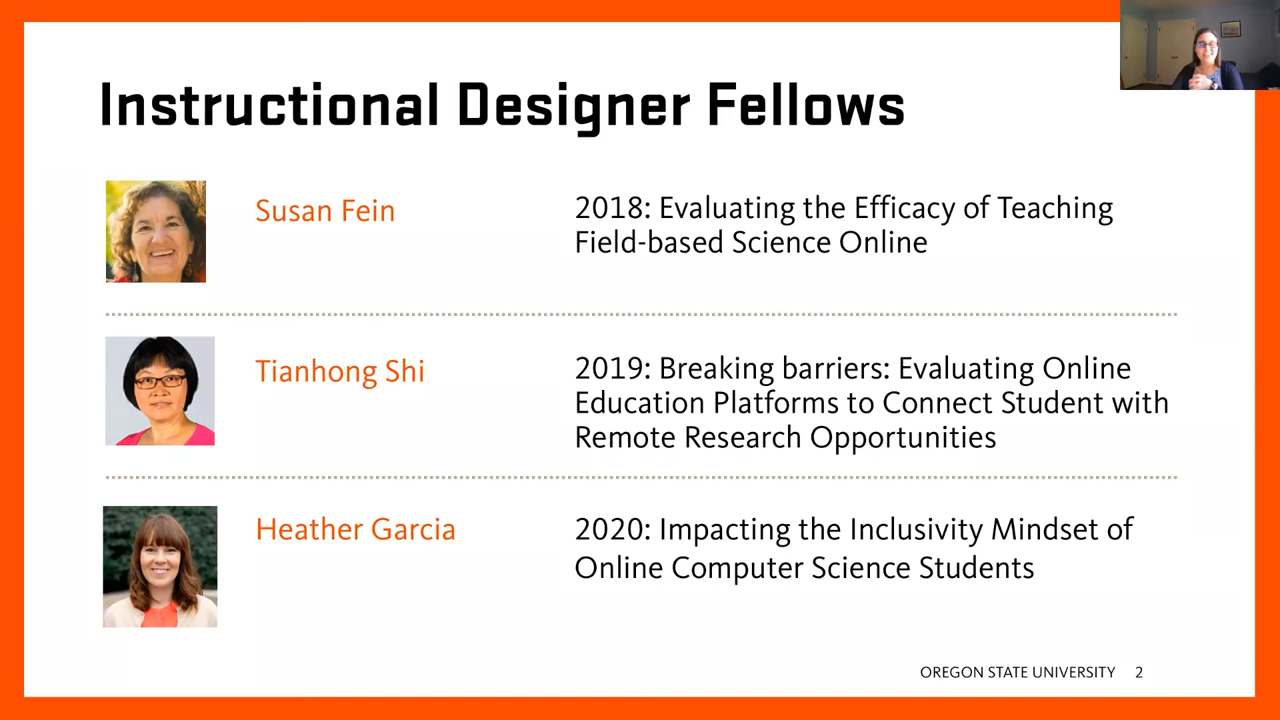 Instructional Designer Fellows
Susan Fein
2018: Evaluating the Efficacy of Teaching
Field-based Science Online
Tianhong Shi
2019: Breaking barriers: Evaluating Online
Education Platforms to Connect Student with
Remote Research Opportunities
Heather Garcia
2020: Impacting the Inclusivity Mindset of
Online Computer Science Students
OREGON STATE UNIVERSITY 2